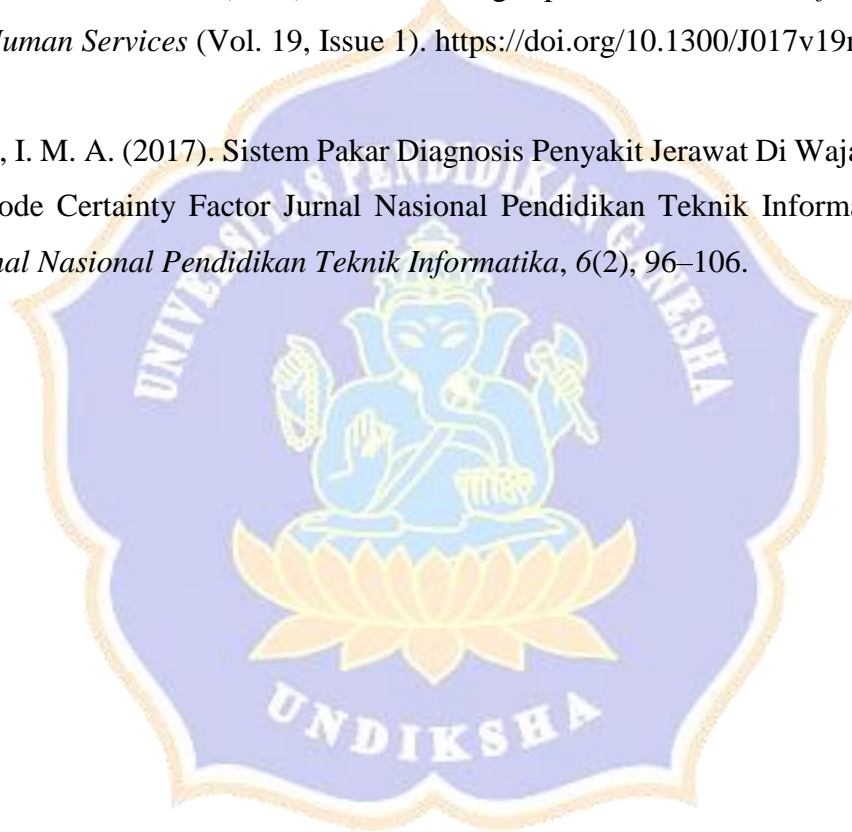 Human Services (Vol. 19, Issue 1). https://doi.org/10.1300/J017v19
, I. M. A. (2017). Sistem Pakar Diagnosis Penyakit Jerawat Di
ode Certainty Factor Jurnal Nasional Pendidikan Teknik
nal Nasional Pendidikan Teknik Informatika, 6(2), 96–106.
UNIVERSITAS PENDIDIKAN GANESHA
UNDIKSHA